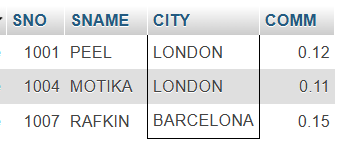 SNO SNAME CITY COMM
1001 PEEL LONDON 0.12
1004 MOTIKA LONDON 0.11
1007 RAFKIN BARCELONA 0.15